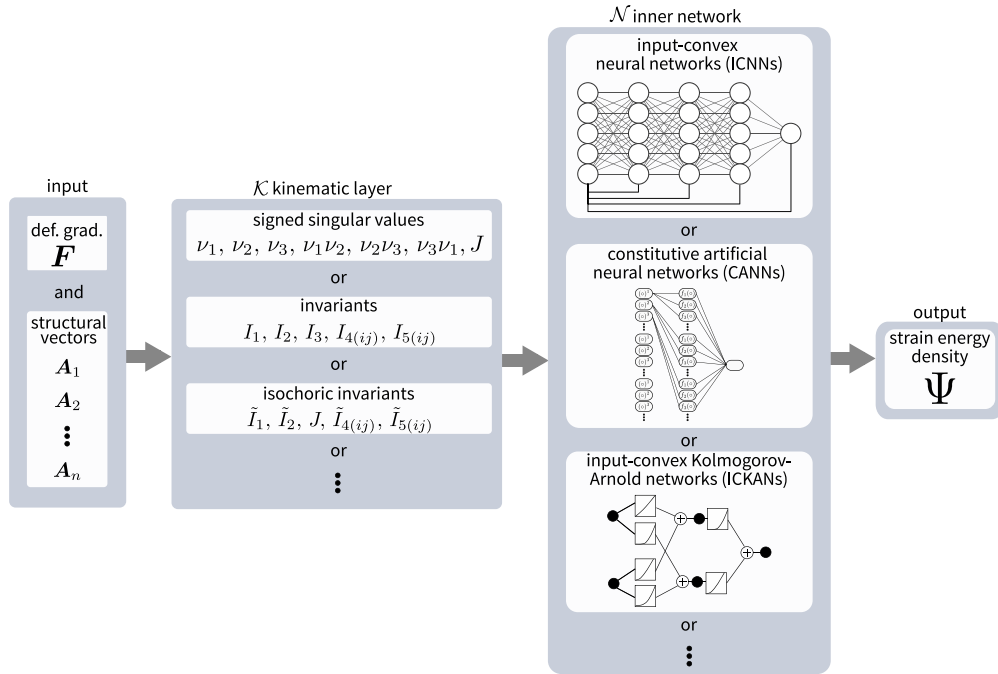 input
def. grad.
F
and
structural
vectors
A₁
A₂
⋮
Aₙ
𝒦 kinematic layer
signed singular values
ν₁, ν₂, ν₃, ν₁ν₂, ν₂ν₃, ν₃ν₁, J
or
invariants
I₁, I₂, I₃, I₄₍ᵢⱼ₎, I₅₍ᵢⱼ₎
or
isochoric invariants
Ĩ₁, Ĩ₂, J, Ĩ₄₍ᵢⱼ₎, Ĩ₅₍ᵢⱼ₎
or
⋮
𝒩 inner network
input-convex
neural networks (ICNNs)
or
constitutive artificial
neural networks (CANNs)
or
input-convex Kolmogorov-
Arnold networks (ICKANs)
or
⋮
output
strain energy
density
Ψ